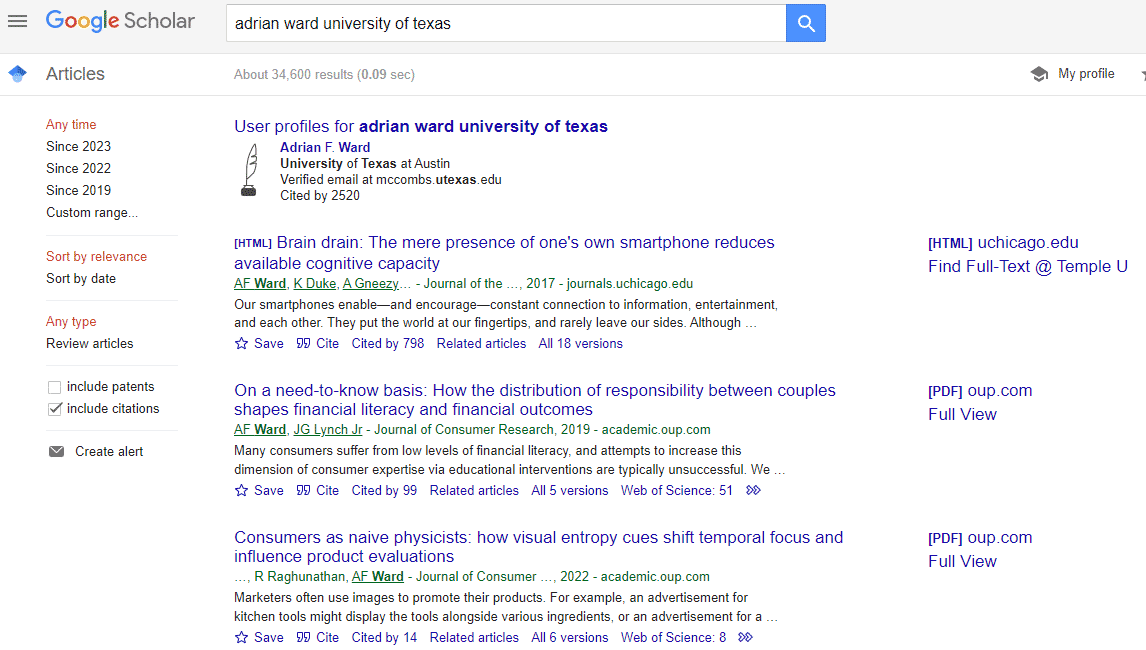 Google Scholar
adrian ward university of texas
Articles
About 34,600 results (0.09 sec)
My profile
Any time
Since 2023
Since 2022
Since 2019
Custom range...
Sort by relevance
Sort by date
Any type
Review articles
include patents
include citations
Create alert
User profiles for adrian ward university of texas
Adrian F. Ward
University of Texas at Austin
Verified email at mccombs.utexas.edu
Cited by 2520
[HTML] Brain drain: The mere presence of one's own smartphone reduces
available cognitive capacity
AF Ward, K Duke, A Gneezy… - Journal of the …, 2017 - journals.uchicago.edu
Our smartphones enable—and encourage—constant connection to information, entertainment,
and each other. They put the world at our fingertips, and rarely leave our sides. Although …
Save Cite Cited by 798 Related articles All 18 versions
[HTML] uchicago.edu
Find Full-Text @ Temple U
On a need-to-know basis: How the distribution of responsibility between couples
shapes financial literacy and financial outcomes
AF Ward, JG Lynch Jr - Journal of Consumer Research, 2019 - academic.oup.com
Many consumers suffer from low levels of financial literacy, and attempts to increase this
dimension of consumer expertise via educational interventions are typically unsuccessful. We …
Save Cite Cited by 99 Related articles All 5 versions Web of Science: 51
[PDF] oup.com
Full View
Consumers as naive physicists: how visual entropy cues shift temporal focus and
influence product evaluations
…, R Raghunathan, AF Ward - Journal of Consumer …, 2022 - academic.oup.com
Marketers often use images to promote their products. For example, an advertisement for
kitchen tools might display the tools alongside various ingredients, or an advertisement for a …
Save Cite Cited by 14 Related articles All 6 versions Web of Science: 8
[PDF] oup.com
Full View